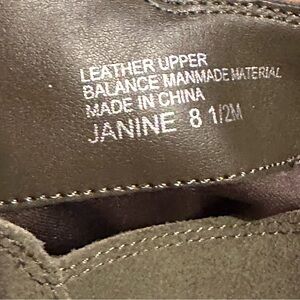 LEATHER UPPER
BALANCE MANMADE MATERIAL
MADE IN CHINA
JANINE 8 1/2M